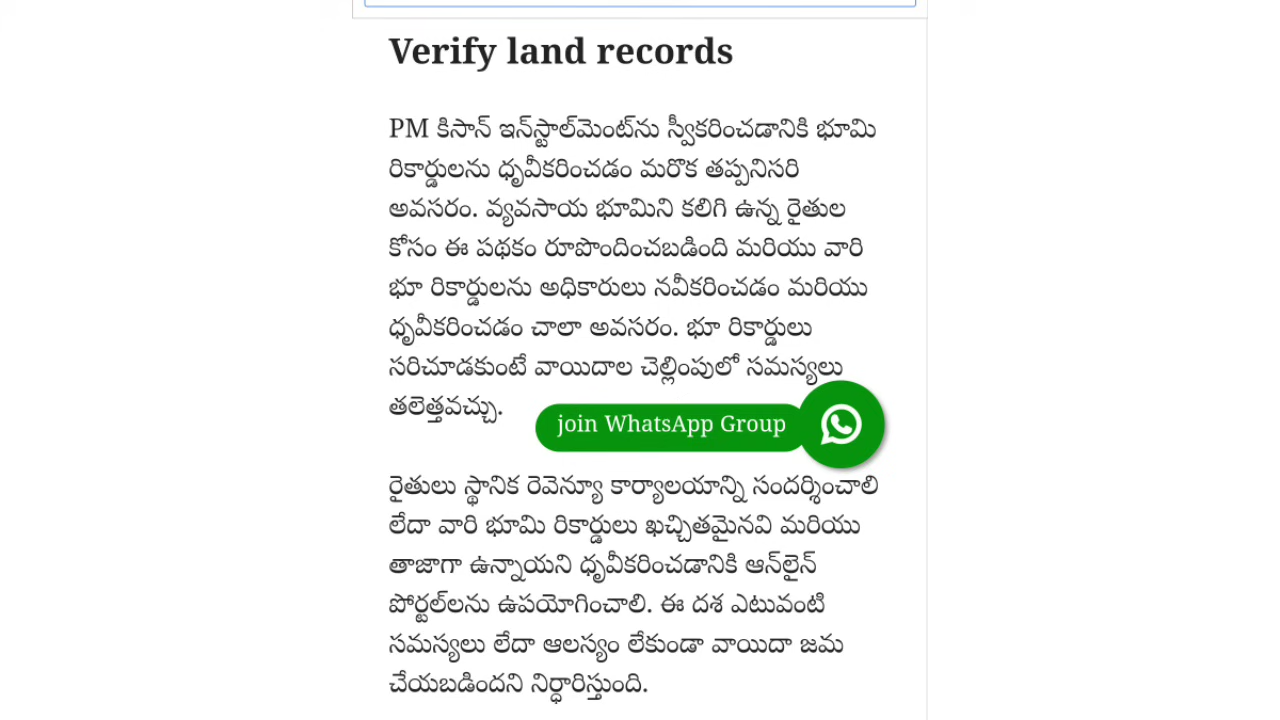 Verify land records
PM కిసాన్ ఇన్‌స్టాల్‌మెంట్‌ను స్వీకరించడానికి భూమి
రికార్డులను ధృవీకరించడం మరొక తప్పనిసరి
అవసరం. వ్యవసాయ భూమిని కలిగి ఉన్న రైతుల
కోసం ఈ పథకం రూపొందించబడింది మరియు వారి
భూ రికార్డులను అధికారులు నవీకరించడం మరియు
ధృవీకరించడం చాలా అవసరం. భూ రికార్డులు
సరిచూడకుంటే వాయిదాల చెల్లింపులో సమస్యలు
తలెత్తవచ్చు.
join WhatsApp Group
రైతులు స్థానిక రెవెన్యూ కార్యాలయాన్ని సందర్శించాలి
లేదా వారి భూమి రికార్డులు ఖచ్చితమైనవి మరియు
తాజాగా ఉన్నాయని ధృవీకరించడానికి ఆన్‌లైన్
పోర్టల్‌లను ఉపయోగించాలి. ఈ దశ ఎటువంటి
సమస్యలు లేదా ఆలస్యం లేకుండా వాయిదా జమ
చేయబడిందని నిర్ధారిస్తుంది.